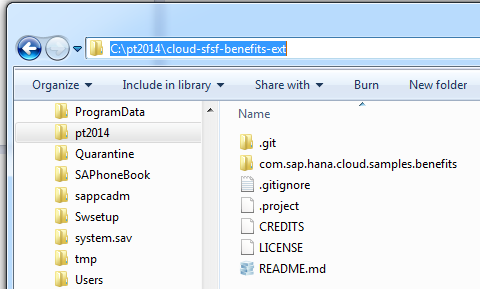 C:\pt2014\cloud-sfsf-benefits-ext
Organize Include in library Share with Burn New folder
ProgramData
pt2014
Quarantine
SAPhoneBook
sappcadm
Swsetup
system.sav
tmp
Users
Name
.git
com.sap.hana.cloud.samples.benefits
.gitignore
.project
CREDITS
LICENSE
README.md